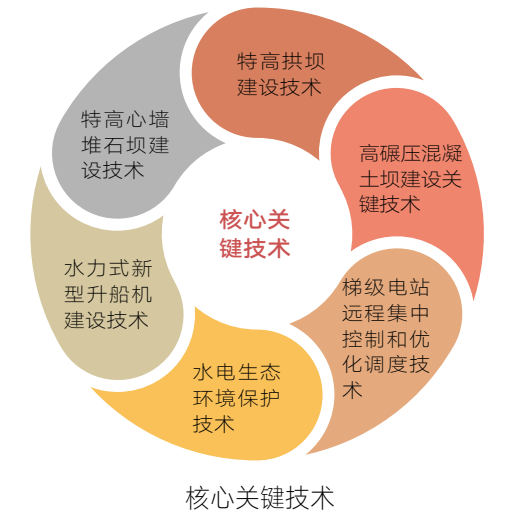 特高拱坝
建设技术
高碾压混凝
土坝建设关
键技术
梯级电站
远程集中
控制和优
化调度技
术
水电生态
环境保护
技术
水力式新
型升船机
建设技术
特高心墙
堆石坝建
设技术
核心关
键技术
核心关键技术